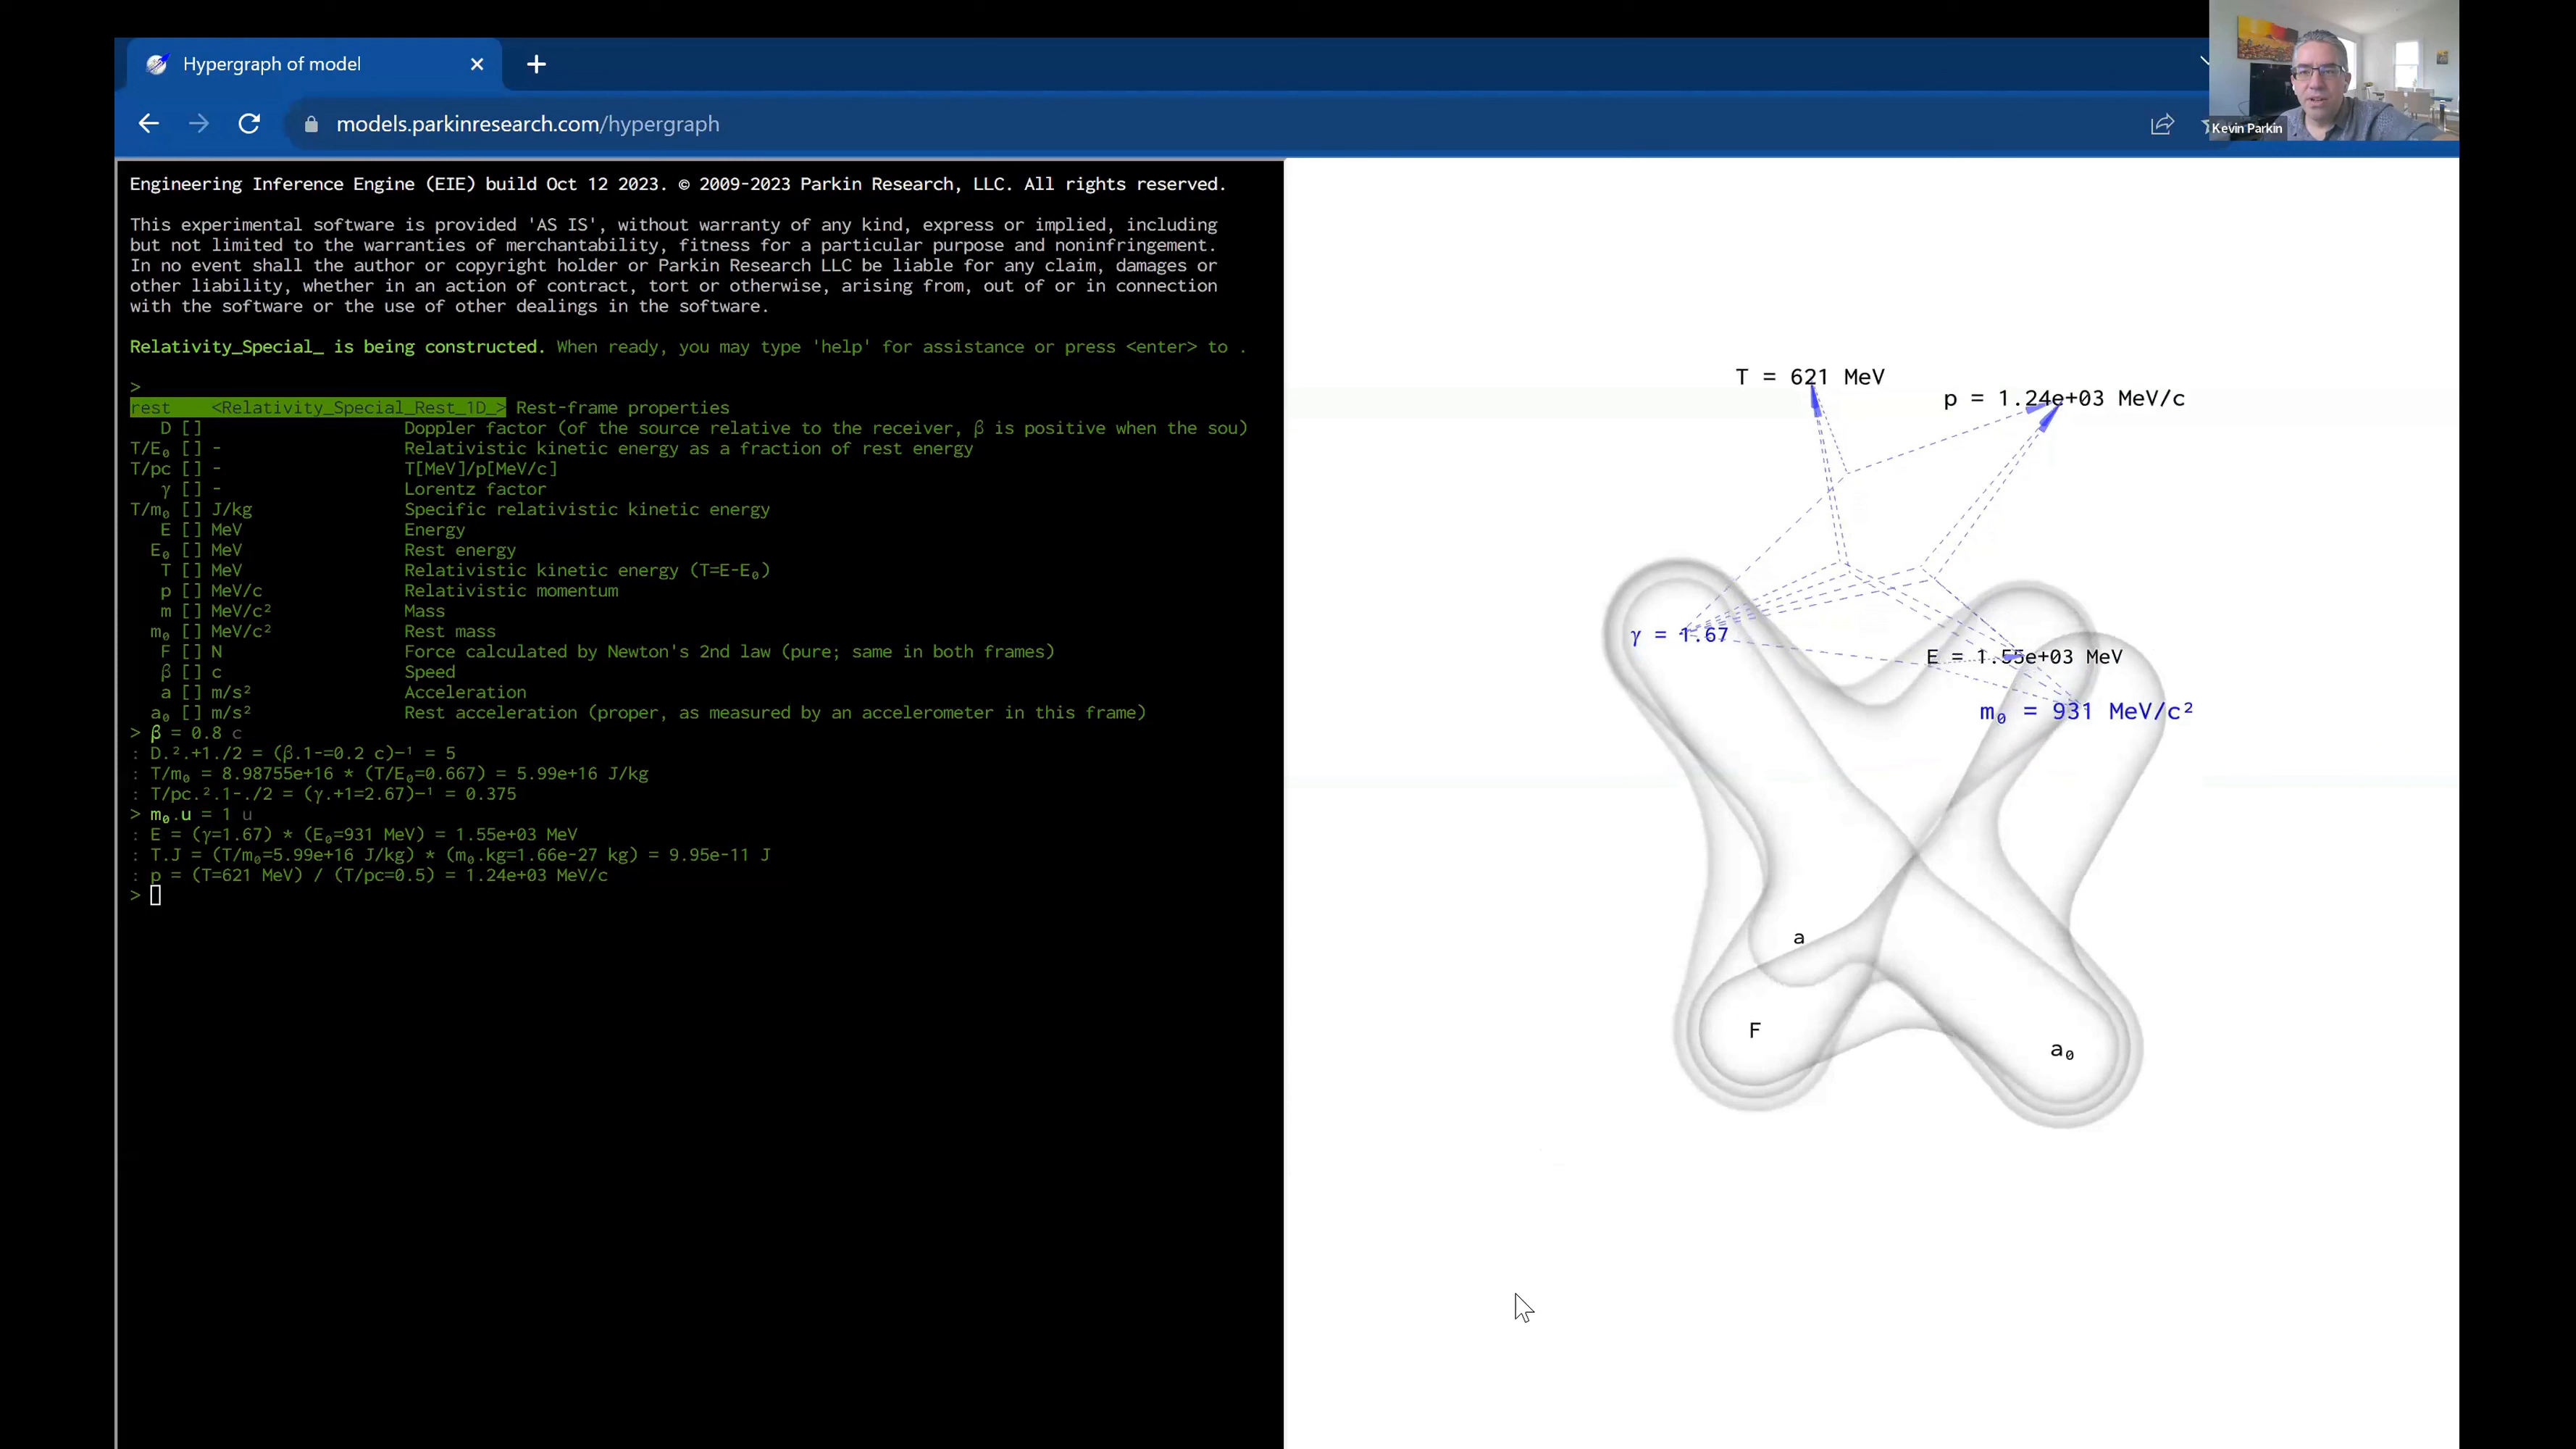 Hypergraph of model
models.parkinresearch.com/hypergraph
Kevin Parkin
Engineering Inference Engine (EIE) build Oct 12 2023. © 2009-2023 Parkin Research, LLC. All rights reserved.
This experimental software is provided 'AS IS', without warranty of any kind, express or implied, including
but not limited to the warranties of merchantability, fitness for a particular purpose and noninfringement.
In no event shall the author or copyright holder or Parkin Research LLC be liable for any claim, damages or
other liability, whether in an action of contract, tort or otherwise, arising from, out of or in connection
with the software or the use of other dealings in the software.
Relativity_Special_ is being constructed. When ready, you may type 'help' for assistance or press <enter> to .
>
rest <Relativity_Special_Rest_1D_> Rest-frame properties
D [] Doppler factor (of the source relative to the receiver, β is positive when the sou)
T/E₀ [] - Relativistic kinetic energy as a fraction of rest energy
T/pc [] - T[MeV]/p[MeV/c]
γ [] - Lorentz factor
T/m₀ [] J/kg Specific relativistic kinetic energy
E [] MeV Energy
E₀ [] MeV Rest energy
T [] MeV Relativistic kinetic energy (T=E-E₀)
p [] MeV/c Relativistic momentum
m [] MeV/c² Mass
m₀ [] MeV/c² Rest mass
F [] N Force calculated by Newton's 2nd law (pure; same in both frames)
β [] c Speed
a [] m/s² Acceleration
a₀ [] m/s² Rest acceleration (proper, as measured by an accelerometer in this frame)
> β = 0.8 c
: D.².+1./2 = (β.1-=0.2 c)−¹ = 5
: T/m₀ = 8.98755e+16 * (T/E₀=0.667) = 5.99e+16 J/kg
: T/pc.².1-./2 = (γ.+1=2.67)−¹ = 0.375
> m₀.u = 1 u
: E = (γ=1.67) * (E₀=931 MeV) = 1.55e+03 MeV
: T.J = (T/m₀=5.99e+16 J/kg) * (m₀.kg=1.66e-27 kg) = 9.95e-11 J
: p = (T=621 MeV) / (T/pc=0.5) = 1.24e+03 MeV/c
>
T = 621 MeV
p = 1.24e+03 MeV/c
γ = 1.67
E = 1.55e+03 MeV
m₀ = 931 MeV/c²
a
F
a₀